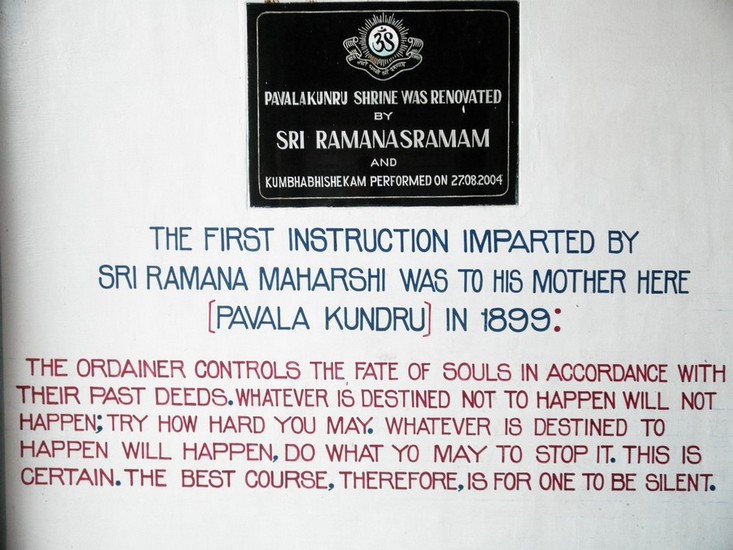 ॐ
PAVALAKUNRU SHRINE WAS RENOVATED
BY
SRI RAMANASRAMAM
AND
KUMBHABHISHEKAM PERFORMED ON 27.08.2004
THE FIRST INSTRUCTION IMPARTED BY
SRI RAMANA MAHARSHI WAS TO HIS MOTHER HERE
[PAVALA KUNDRU] IN 1899:
THE ORDAINER CONTROLS THE FATE OF SOULS IN ACCORDANCE WITH
THEIR PAST DEEDS. WHATEVER IS DESTINED NOT TO HAPPEN WILL NOT
HAPPEN; TRY HOW HARD YOU MAY. WHATEVER IS DESTINED TO
HAPPEN WILL HAPPEN, DO WHAT YO MAY TO STOP IT. THIS IS
CERTAIN. THE BEST COURSE, THEREFORE, IS FOR ONE TO BE SILENT.